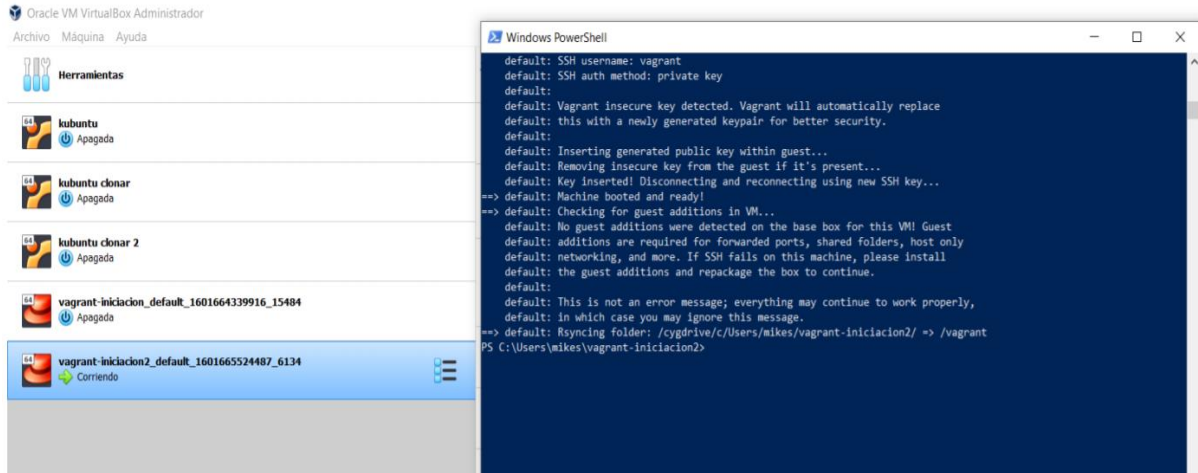 Oracle VM VirtualBox Administrador
Archivo Máquina Ayuda
Herramientas
64
kubuntu
Apagada
64
kubuntu clonar
Apagada
64
kubuntu clonar 2
Apagada
64
vagrant-iniciacion_default_1601664339916_15484
Apagada
64
vagrant-iniciacion2_default_1601665524487_6134
Corriendo
Windows PowerShell
default: SSH username: vagrant
default: SSH auth method: private key
default:
default: Vagrant insecure key detected. Vagrant will automatically replace
default: this with a newly generated keypair for better security.
default:
default: Inserting generated public key within guest...
default: Removing insecure key from the guest if it's present...
default: Key inserted! Disconnecting and reconnecting using new SSH key...
==> default: Machine booted and ready!
==> default: Checking for guest additions in VM...
default: No guest additions were detected on the base box for this VM! Guest
default: additions are required for forwarded ports, shared folders, host only
default: networking, and more. If SSH fails on this machine, please install
default: the guest additions and repackage the box to continue.
default:
default: This is not an error message; everything may continue to work properly,
default: in which case you may ignore this message.
==> default: Rsyncing folder: /cygdrive/c/Users/mikes/vagrant-iniciacion2/ => /vagrant
PS C:\Users\mikes\vagrant-iniciacion2>